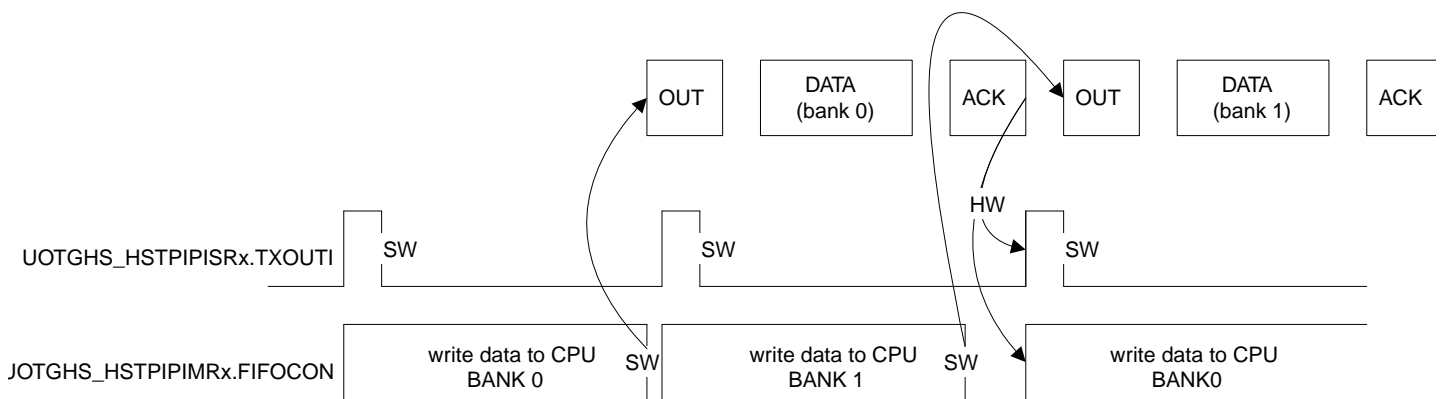 OUT
DATA
(bank 0)
ACK
OUT
DATA
(bank 1)
ACK
HW
UOTGHS_HSTPIPISRx.TXOUTI
SW
SW
SW
UOTGHS_HSTPIPIMRx.FIFOCON
write data to CPU
BANK 0
SW
write data to CPU
BANK 1
SW
write data to CPU
BANK0